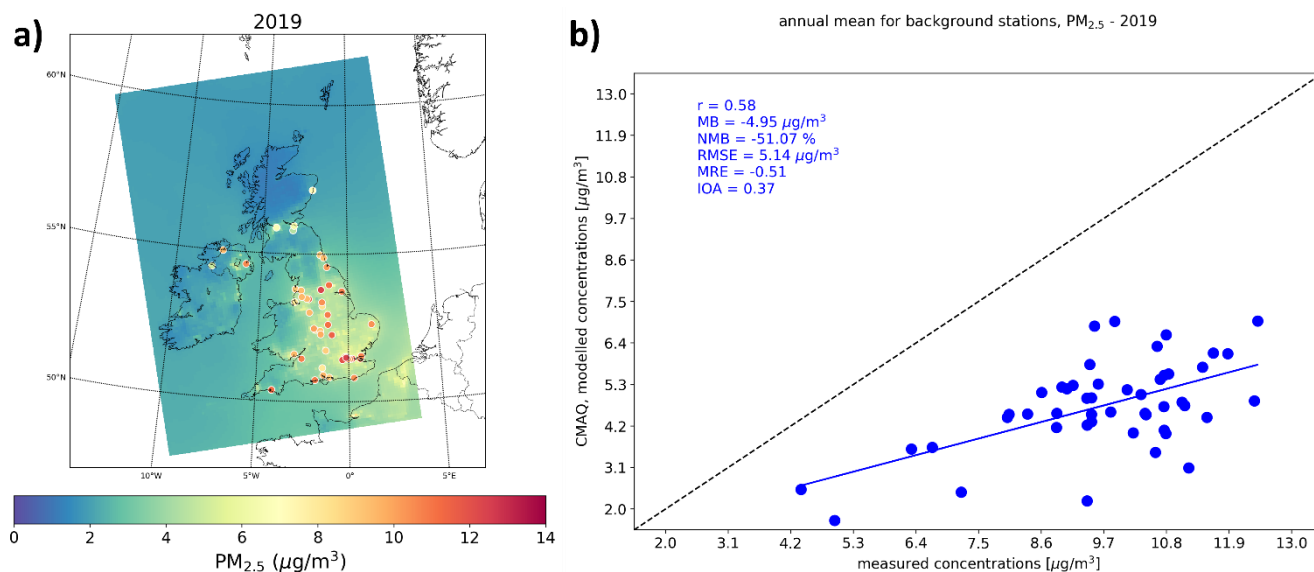 a)
2019
60°N
55°N
50°N
10°W
5°W
0°
5°E
0
2
4
6
8
10
12
14
PM2.5 (μg/m3)
b)
annual mean for background stations, PM2.5 - 2019
r = 0.58
MB = -4.95 μg/m3
NMB = -51.07 %
RMSE = 5.14 μg/m3
MRE = -0.51
IOA = 0.37
CMAQ, modelled concentrations [μg/m3]
13.0
11.9
10.8
9.7
8.6
7.5
6.4
5.3
4.2
3.1
2.0
2.0
3.1
4.2
5.3
6.4
7.5
8.6
9.7
10.8
11.9
13.0
measured concentrations [μg/m3]